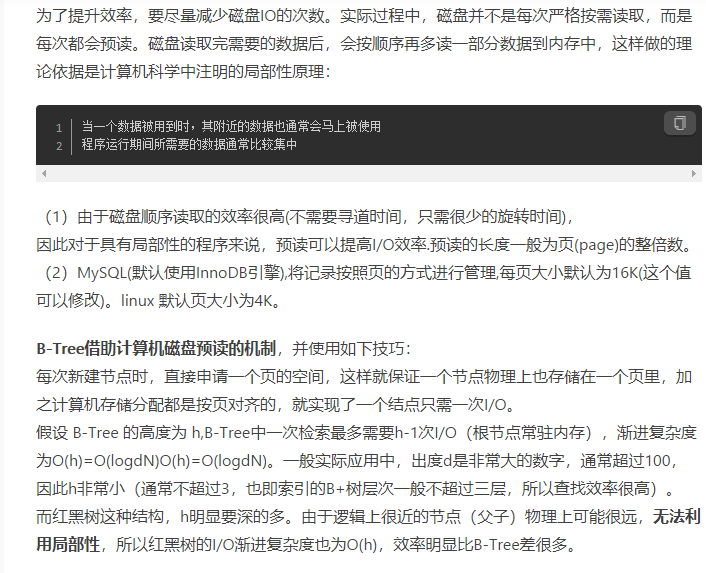 为了提升效率，要尽量减少磁盘IO的次数。实际过程中，磁盘并不是每次严格按需读取，而是
每次都会预读。磁盘读取完需要的数据后，会按顺序再多读一部分数据到内存中，这样做的理
论依据是计算机科学中注明的局部性原理：
1 当一个数据被用到时，其附近的数据也通常会马上被使用
2 程序运行期间所需要的数据通常比较集中
（1）由于磁盘顺序读取的效率很高(不需要寻道时间，只需很少的旋转时间)，
因此对于具有局部性的程序来说，预读可以提高I/O效率.预读的长度一般为页(page)的整倍数。
（2）MySQL(默认使用InnoDB引擎),将记录按照页的方式进行管理,每页大小默认为16K(这个值
可以修改)。linux 默认页大小为4K。
B-Tree借助计算机磁盘预读的机制，并使用如下技巧：
每次新建节点时，直接申请一个页的空间，这样就保证一个节点物理上也存储在一个页里，加
之计算机存储分配都是按页对齐的，就实现了一个结点只需一次I/O。
假设 B-Tree 的高度为 h,B-Tree中一次检索最多需要h-1次I/O（根节点常驻内存），渐进复杂度
为O(h)=O(logdN)O(h)=O(logdN)。一般实际应用中，出度d是非常大的数字，通常超过100，
因此h非常小（通常不超过3，也即索引的B+树层次一般不超过三层，所以查找效率很高）。
而红黑树这种结构，h明显要深的多。由于逻辑上很近的节点（父子）物理上可能很远，无法利
用局部性，所以红黑树的I/O渐进复杂度也为O(h)，效率明显比B-Tree差很多。